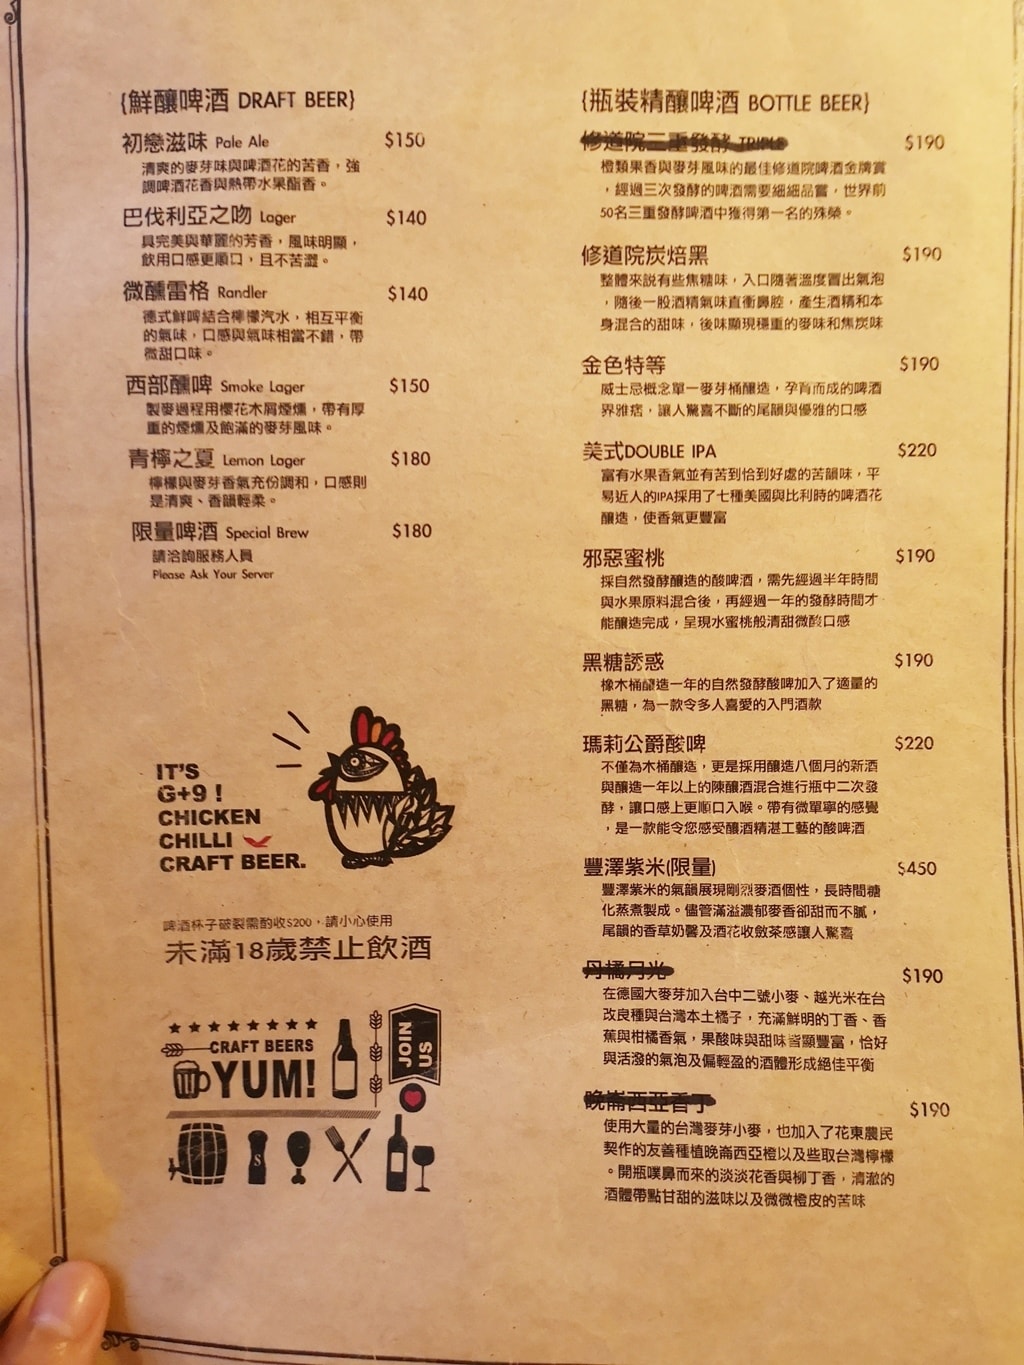 {鮮釀啤酒 DRAFT BEER}
初戀滋味 Pale Ale $150
清爽的麥芽味與啤酒花的苦香，強
調啤酒花香與熱帶水果酯香。
巴伐利亞之吻 Lager $140
具完美與華麗的芳香，風味明顯，
飲用口感更順口，且不苦澀。
微醺雷格 Randler $140
德式鮮啤結合檸檬汽水，相互平衡
的氣味，口感與氣味相當不錯，帶
微甜口味。
西部醺啤 Smoke Lager $150
製麥過程用櫻花木屑煙燻，帶有厚
重的煙燻及飽滿的麥芽風味。
青檸之夏 Lemon Lager $180
檸檬與麥芽香氣充份調和，口感則
是清爽、香韻輕柔。
限量啤酒 Special Brew $180
請洽詢服務人員
Please Ask Your Server
IT'S
G+9 !
CHICKEN
CHILLI
CRAFT BEER.
啤酒杯子破裂需酌收$200，請小心使用
未滿18歲禁止飲酒
CRAFT BEERS
YUM!
JOIN
US
S
{瓶裝精釀啤酒 BOTTLE BEER}
修道院三重發酵 TRIPLE $190
橙類果香與麥芽風味的最佳修道院啤酒金牌賞
，經過三次發酵的啤酒需要細細品嘗，世界前
50名三重發酵啤酒中獲得第一名的殊榮。
修道院炭焙黑 $190
整體來說有些焦糖味，入口隨著溫度冒出氣泡
，隨後一股酒精氣味直衝鼻腔，產生酒精和本
身混合的甜味，後味顯現穩重的麥味和焦炭味
金色特等 $190
威士忌概念單一麥芽桶釀造，孕育而成的啤酒
界雅痞，讓人驚喜不斷的尾韻與優雅的口感
美式DOUBLE IPA $220
富有水果香氣並有苦到恰到好處的苦韻味，平
易近人的IPA採用了七種美國與比利時的啤酒花
釀造，使香氣更豐富
邪惡蜜桃 $190
採自然發酵釀造的酸啤酒，需先經過半年時間
與水果原料混合後，再經過一年的發酵時間才
能釀造完成，呈現水蜜桃般清甜微酸口感
黑糖誘惑 $190
橡木桶釀造一年的自然發酵酸啤加入了適量的
黑糖，為一款令多人喜愛的入門酒款
瑪莉公爵酸啤 $220
不僅為木桶釀造，更是採用釀造八個月的新酒
與釀造一年以上的陳釀酒混合進行瓶中二次發
酵，讓口感上更順口入喉。帶有微單寧的感覺
，是一款能令您感受釀酒精湛工藝的酸啤酒
豐澤紫米(限量) $450
豐澤紫米的氣韻展現剛烈麥酒個性，長時間糖
化蒸煮製成。儘管滿溢濃郁麥香卻甜而不膩，
尾韻的香草奶馨及酒花收斂茶感讓人驚喜
丹橘月光 $190
在德國大麥芽加入台中二號小麥、越光米在台
改良種與台灣本土橘子，充滿鮮明的丁香、香
蕉與柑橘香氣，果酸味與甜味皆顯豐富，恰好
與活潑的氣泡及偏輕盈的酒體形成絕佳平衡
晚崙西亞香丁 $190
使用大量的台灣麥芽小麥，也加入了花東農民
契作的友善種植晚崙西亞橙以及些取台灣檸檬
。開瓶噗鼻而來的淡淡花香與柳丁香，清澈的
酒體帶點甘甜的滋味以及微微橙皮的苦味